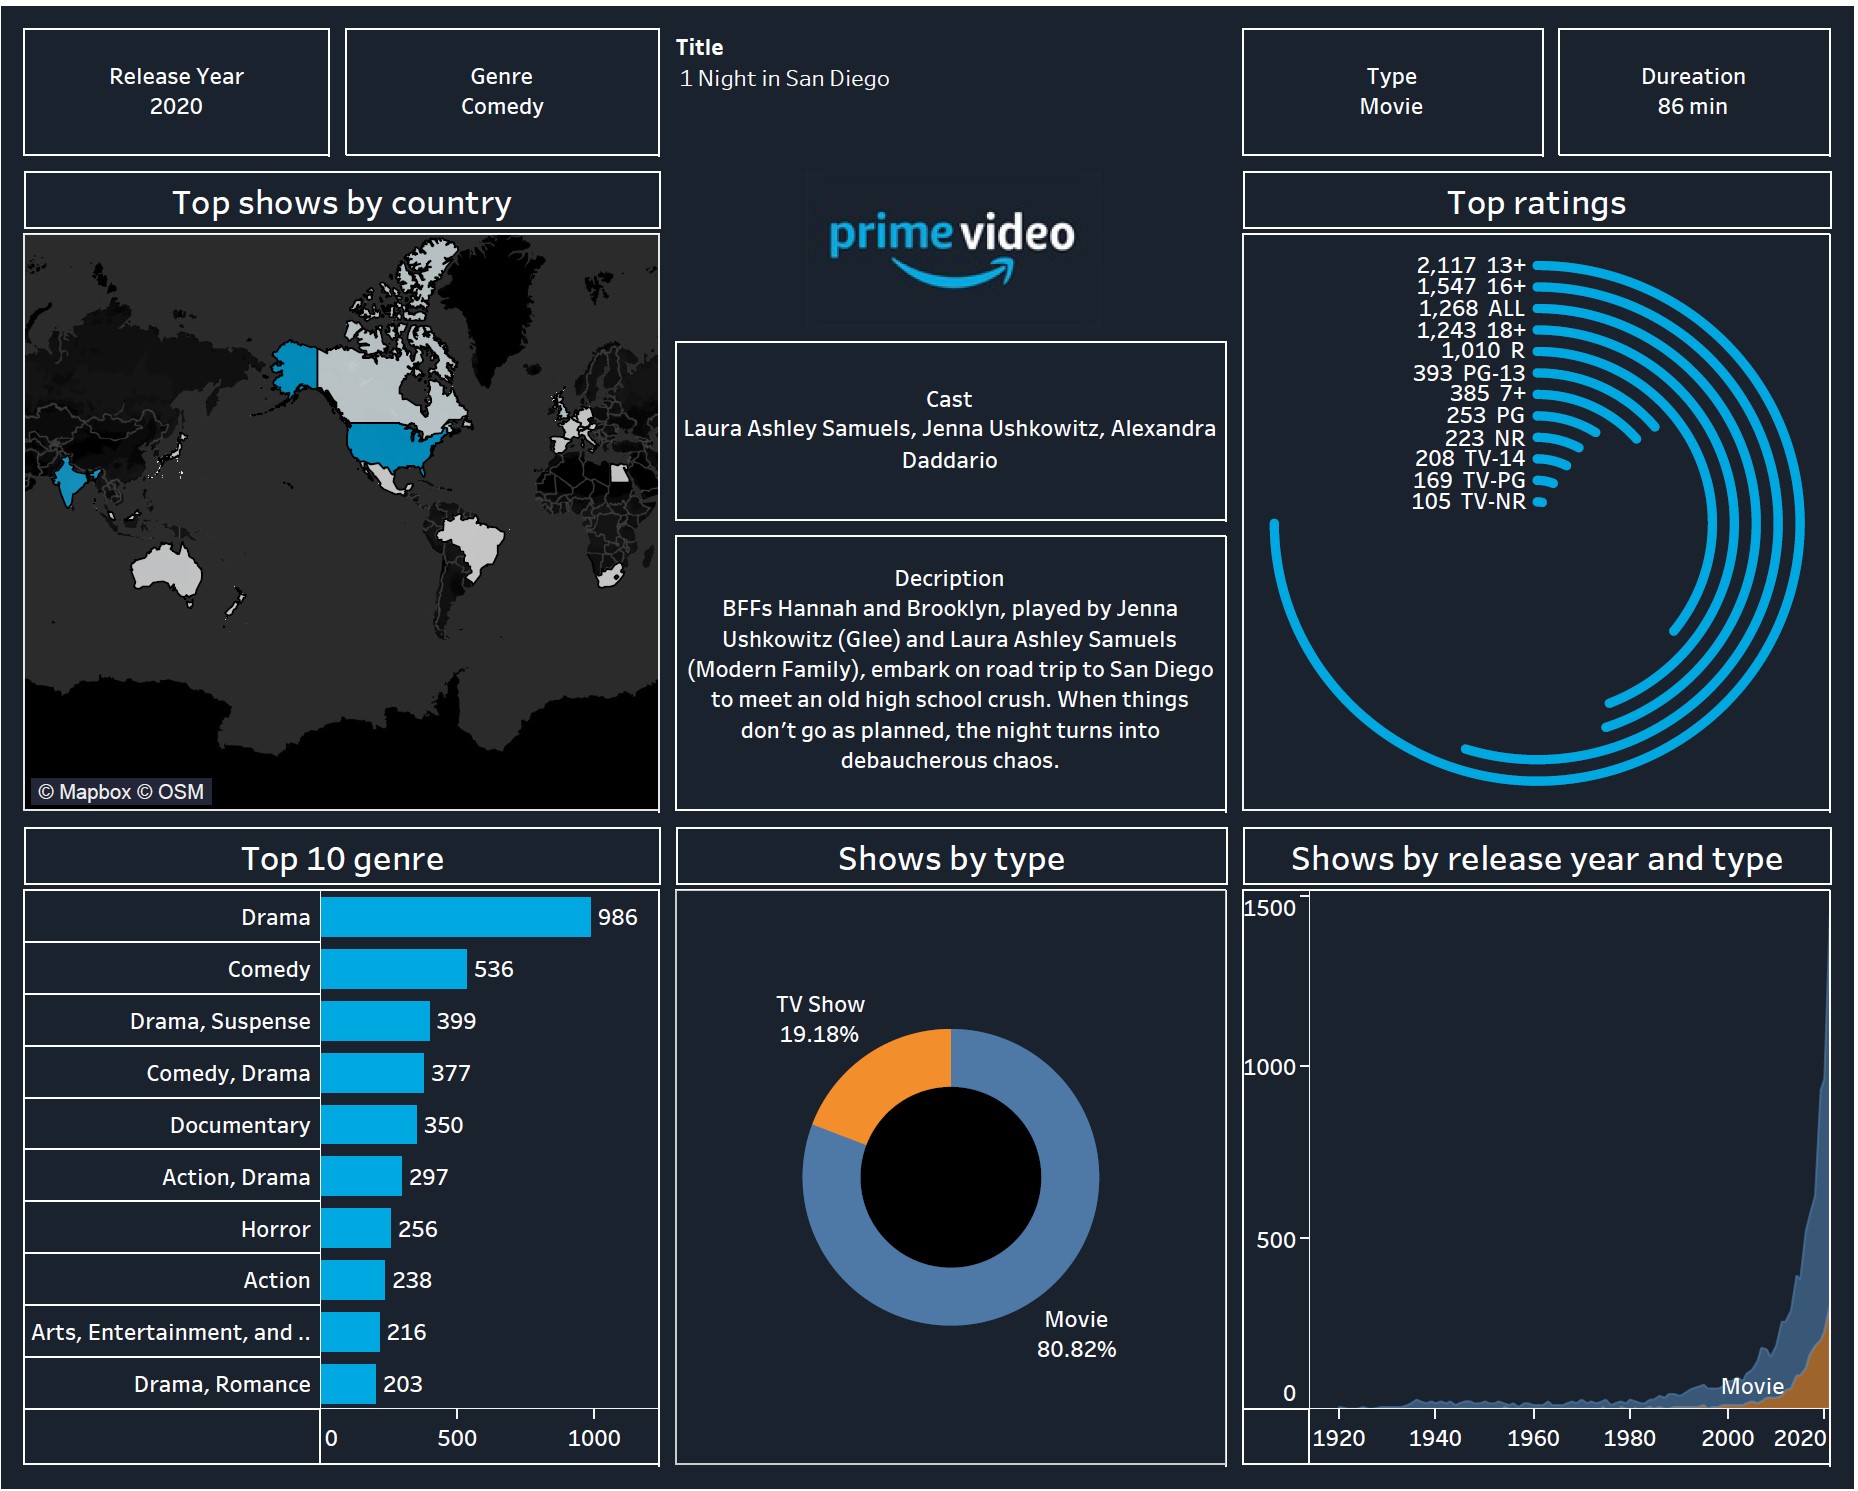 Release Year
2020
Genre
Comedy
Title
1 Night in San Diego
Type
Movie
Dureation
86 min
Top shows by country
© Mapbox © OSM
prime video
Cast
Laura Ashley Samuels, Jenna Ushkowitz, Alexandra
Daddario
Decription
BFFs Hannah and Brooklyn, played by Jenna
Ushkowitz (Glee) and Laura Ashley Samuels
(Modern Family), embark on road trip to San Diego
to meet an old high school crush. When things
don’t go as planned, the night turns into
debaucherous chaos.
Top ratings
2,117 13+
1,547 16+
1,268 ALL
1,243 18+
1,010 R
393 PG-13
385 7+
253 PG
223 NR
208 TV-14
169 TV-PG
105 TV-NR
Top 10 genre
Drama 986
Comedy 536
Drama, Suspense 399
Comedy, Drama 377
Documentary 350
Action, Drama 297
Horror 256
Action 238
Arts, Entertainment, and .. 216
Drama, Romance 203
0 500 1000
Shows by type
TV Show
19.18%
Movie
80.82%
Shows by release year and type
1500
1000
500
0
Movie
1920 1940 1960 1980 2000 2020